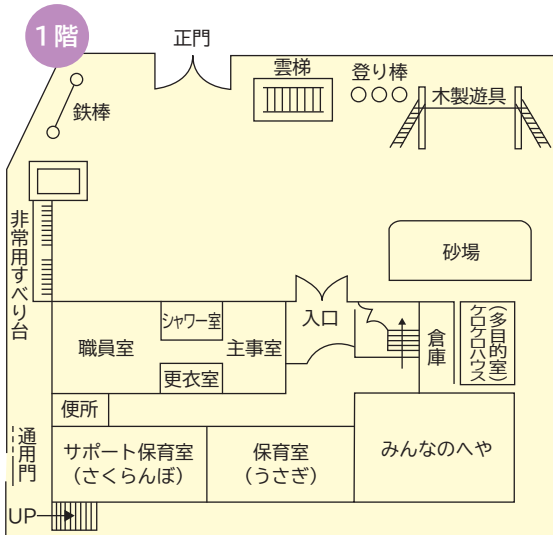 1階
正門
鉄棒
雲梯
登り棒
木製遊具
非常用すべり台
砂場
シャワー室
職員室
主事室
更衣室
入口
倉庫
(多目的室)
ケロケロハウス
便所
通用門
サポート保育室
(さくらんぼ)
保育室
(うさぎ)
みんなのへや
UP